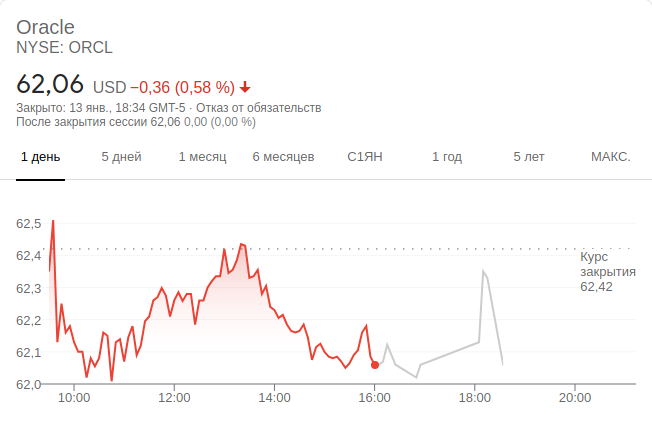 Oracle
NYSE: ORCL
62,06 USD −0,36 (0,58 %)
Закрыто: 13 янв., 18:34 GMT-5 · Отказ от обязательств
После закрытия сессии 62,06 0,00 (0,00 %)
1 день 5 дней 1 месяц 6 месяцев С1ЯН 1 год 5 лет МАКС.
62,5
62,4
62,3
62,2
62,1
62,0
Курс
закрытия
62,42
10:00 12:00 14:00 16:00 18:00 20:00